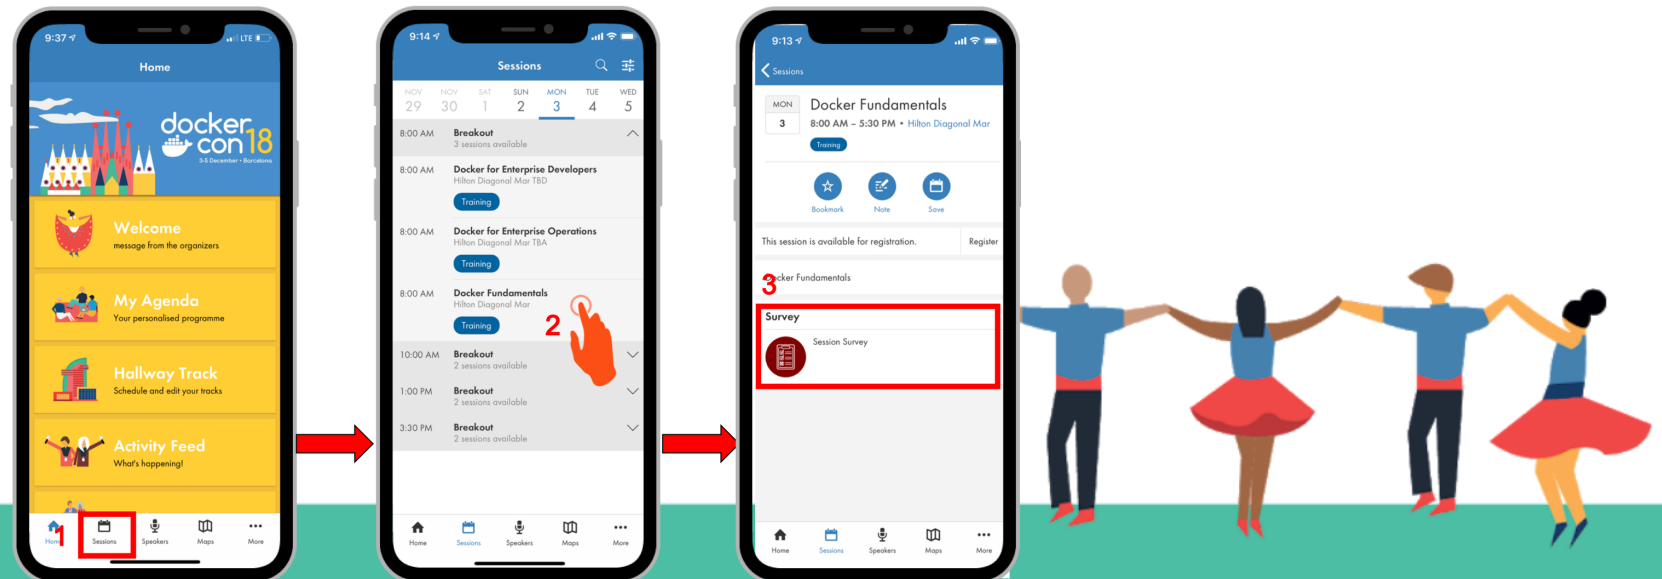 9:37
LTE
Home
docker
con 18
3-5 December • Barcelona
Welcome
message from the organizers
My Agenda
Your personalised programme
Hallway Track
Schedule and edit your tracks
Activity Feed
What's happening!
1
Home Sessions Speakers Maps More
9:14
Sessions
NOV NOV SAT SUN MON TUE WED
29 30 1 2 3 4 5
8:00 AM Breakout
3 sessions available
8:00 AM Docker for Enterprise Developers
Hilton Diagonal Mar TBD
Training
8:00 AM Docker for Enterprise Operations
Hilton Diagonal Mar TBA
Training
8:00 AM Docker Fundamentals
Hilton Diagonal Mar
2
Training
10:00 AM Breakout
2 sessions available
1:00 PM Breakout
2 sessions available
3:30 PM Breakout
2 sessions available
Home Sessions Speakers Maps More
9:13
Sessions
MON
3
Docker Fundamentals
8:00 AM – 5:30 PM • Hilton Diagonal Mar
Training
Bookmark Note Save
This session is available for registration. Register
Docker Fundamentals
3
Survey
Session Survey
Home Sessions Speakers Maps More